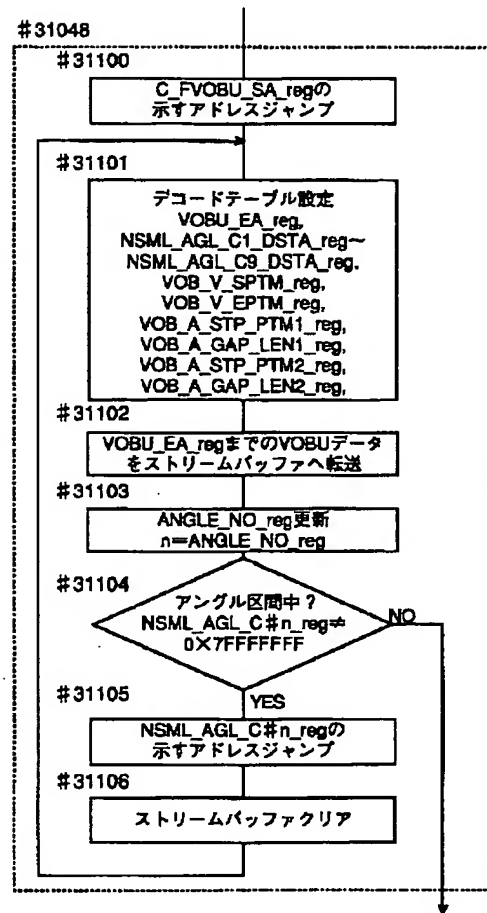 #31048
#31100
C_FVOBU_SA_regの
示すアドレスジャンプ
#31101
デコードテーブル設定
VOBU_EA_reg,
NSML_AGL_C1_DSTA_reg~
NSML_AGL_C9_DSTA_reg.
VOB_V_SPTM_reg,
VOB_V_EPTM_reg,
VOB_A_STP_PTM1_reg,
VOB_A_GAP_LEN1_reg,
VOB_A_STP_PTM2_reg,
VOB_A_GAP_LEN2_reg,
#31102
VOBU_EA_regまでのVOBUデータ
をストリームバッファへ転送
#31103
ANGLE_NO_reg更新
n=ANGLE_NO_reg
#31104
アングル区間中?
NSML_AGL_C#n_reg≠
0×7FFFFFFF
NO
YES
#31105
NSML_AGL_C#n_regの
示すアドレスジャンプ
#31106
ストリームバッファクリア